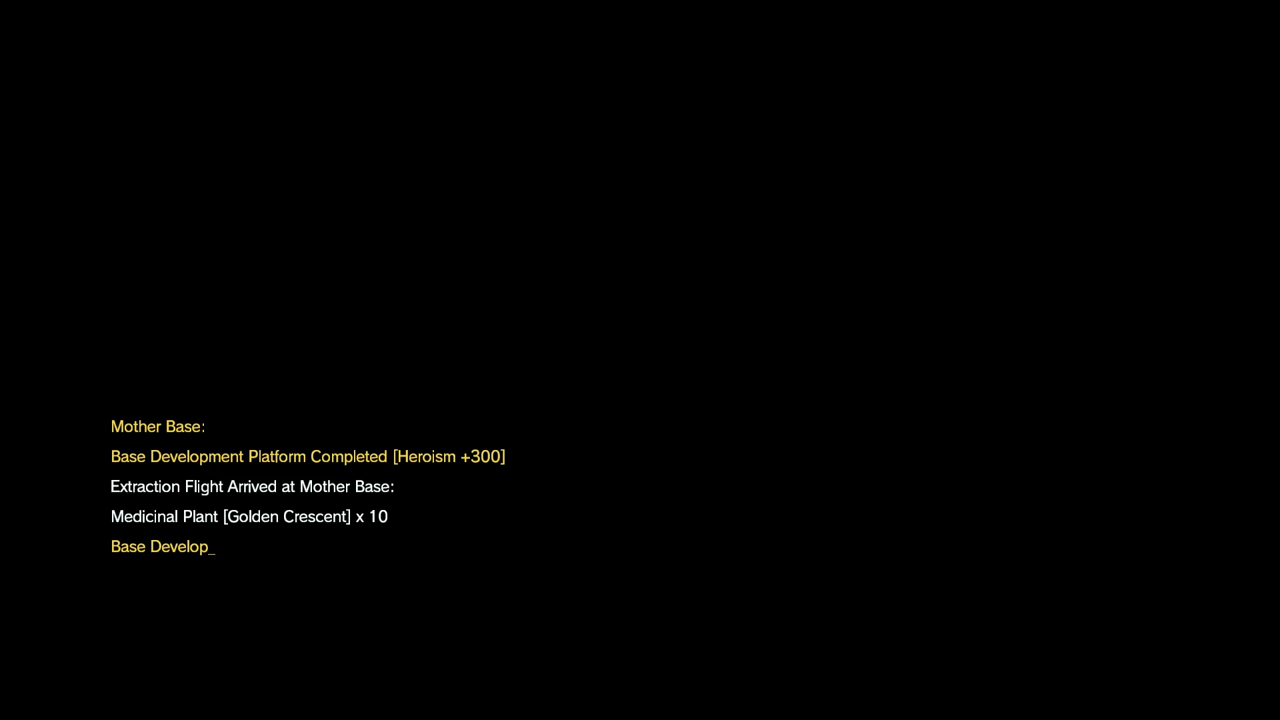 Mother Base:
Base Development Platform Completed [Heroism +300]
Extraction Flight Arrived at Mother Base:
Medicinal Plant [Golden Crescent] x 10
Base Develop_